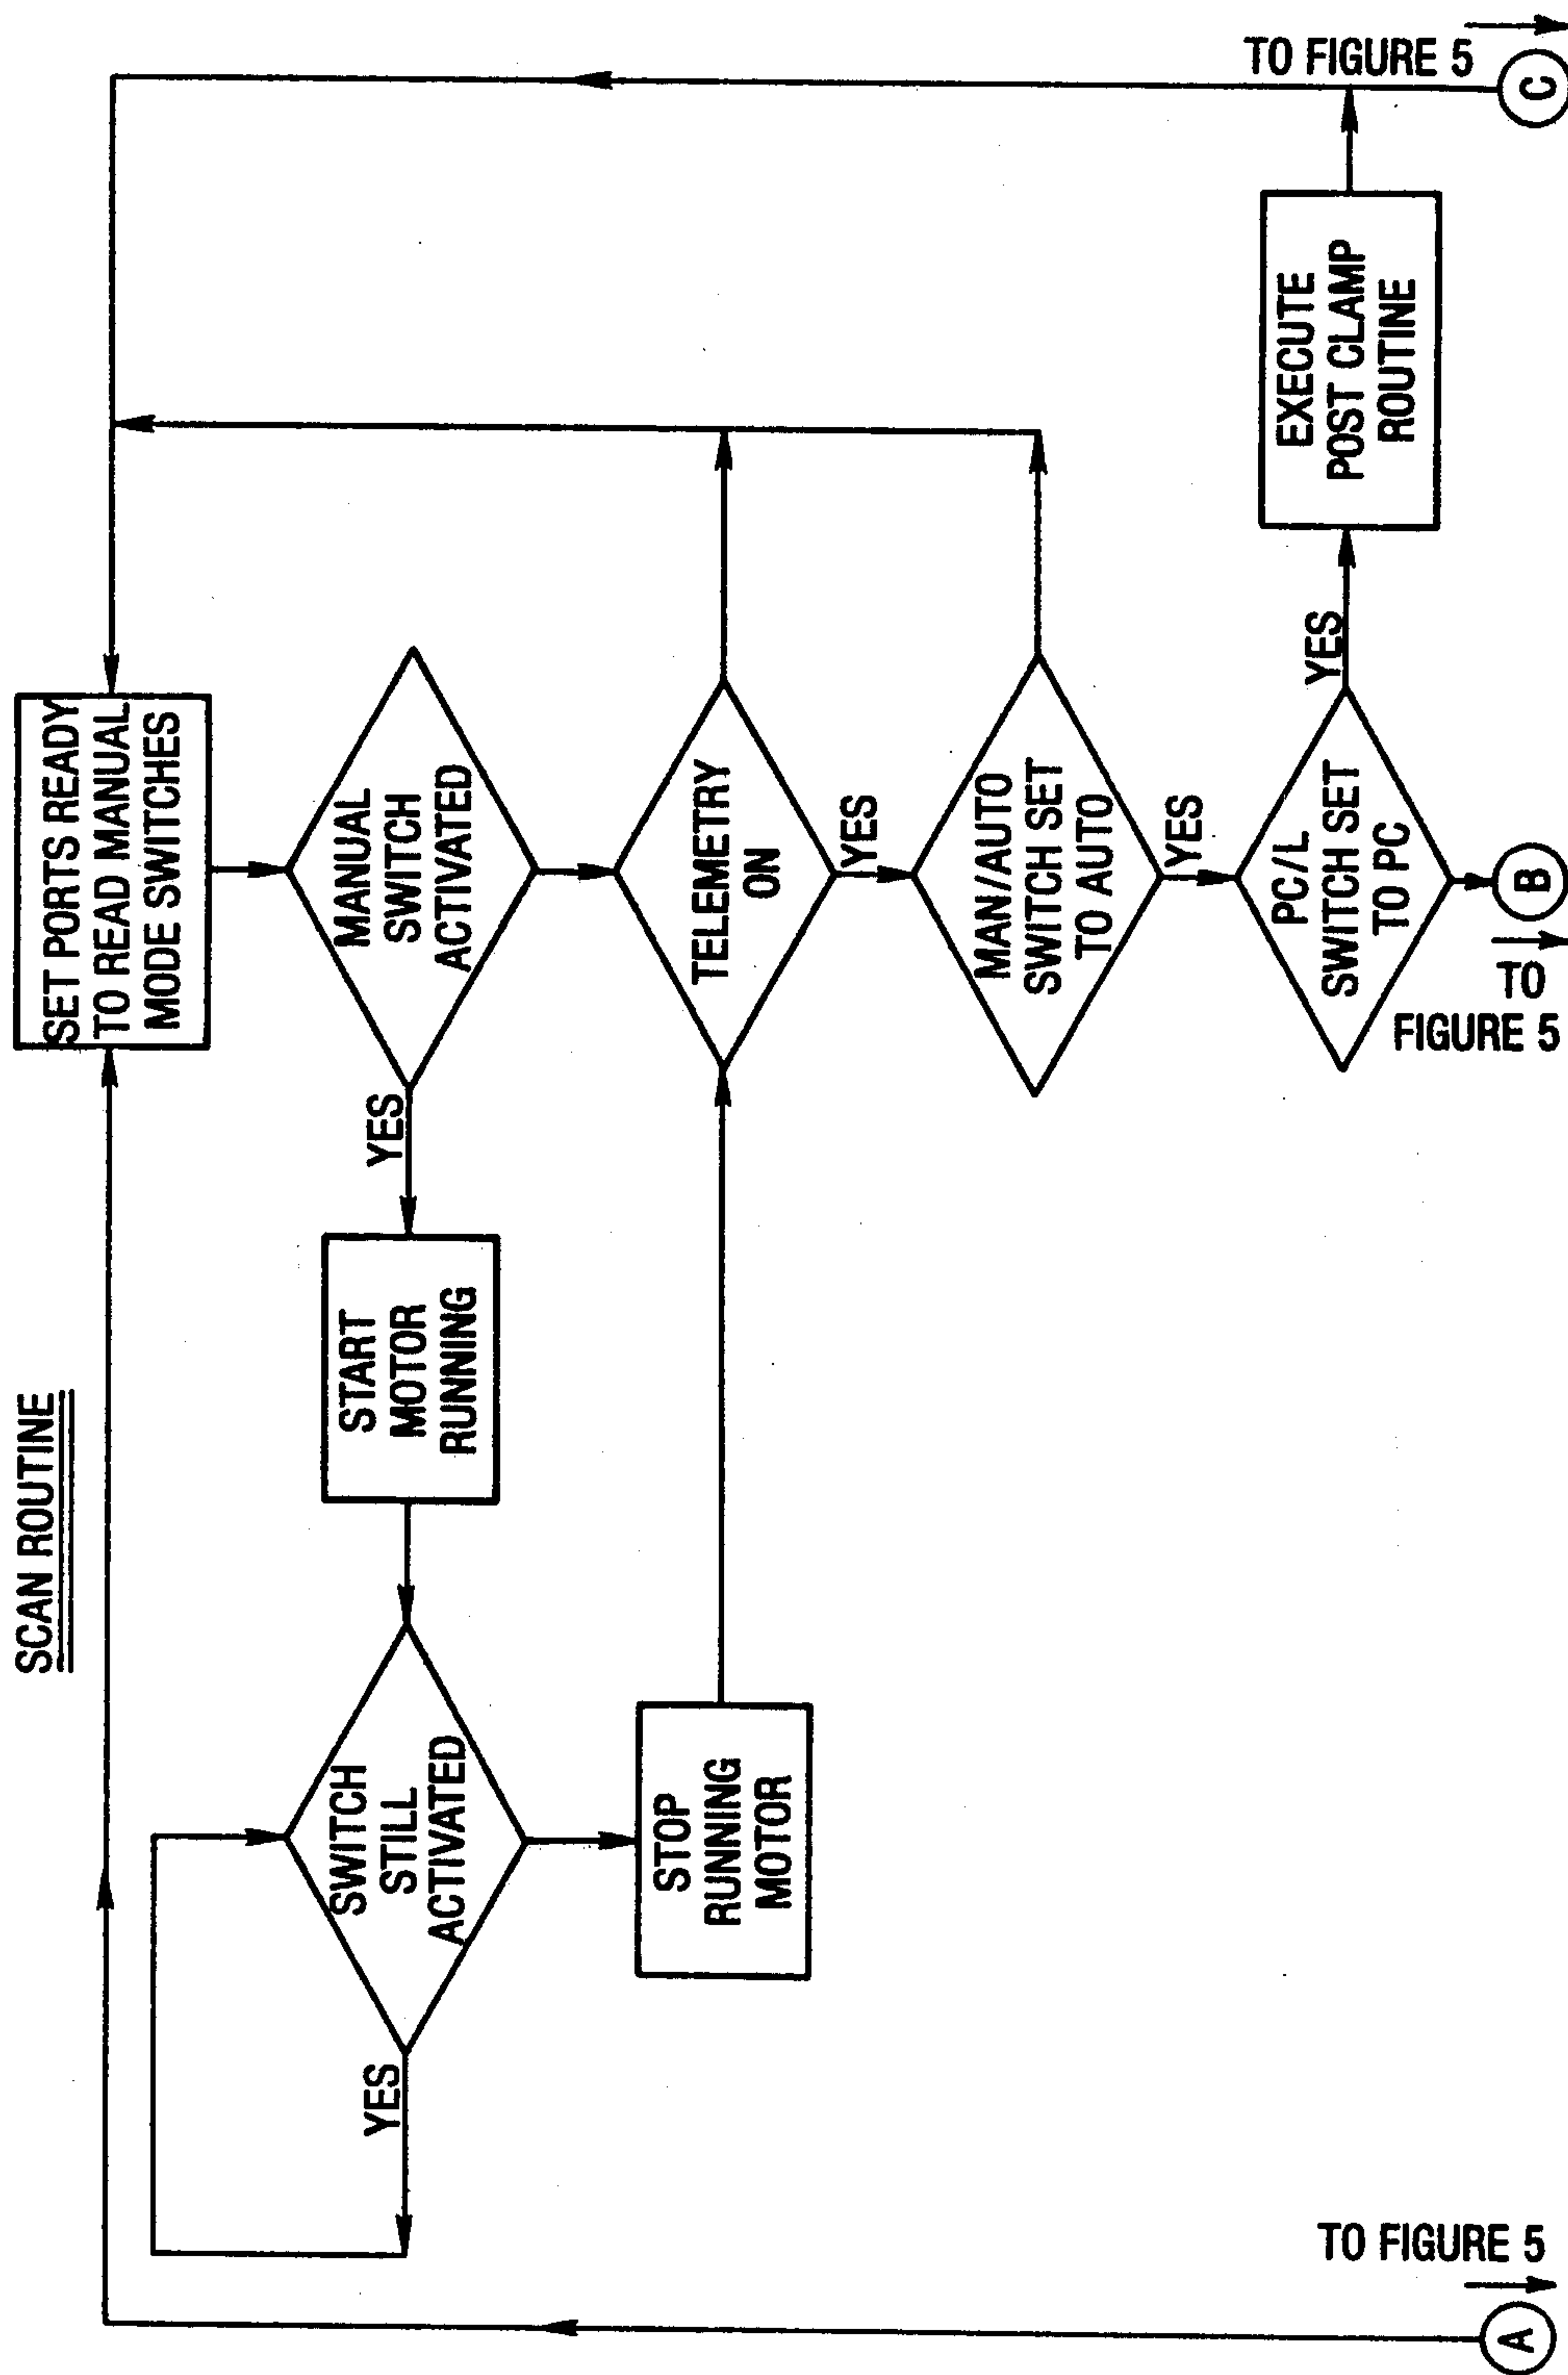 SCAN ROUTINE
SET PORTS READY
TO READ MANUAL
MODE SWITCHES
MANUAL
SWITCH
ACTIVATED
YES
START
MOTOR
RUNNING
SWITCH
STILL
ACTIVATED
YES
STOP
RUNNING
MOTOR
TELEMETRY
ON
YES
MAN/AUTO
SWITCH SET
TO AUTO
YES
PC/L
SWITCH SET
TO PC
YES
EXECUTE
POST CLAMP
ROUTINE
TO FIGURE 5
A
TO
FIGURE 5
B
TO FIGURE 5
C